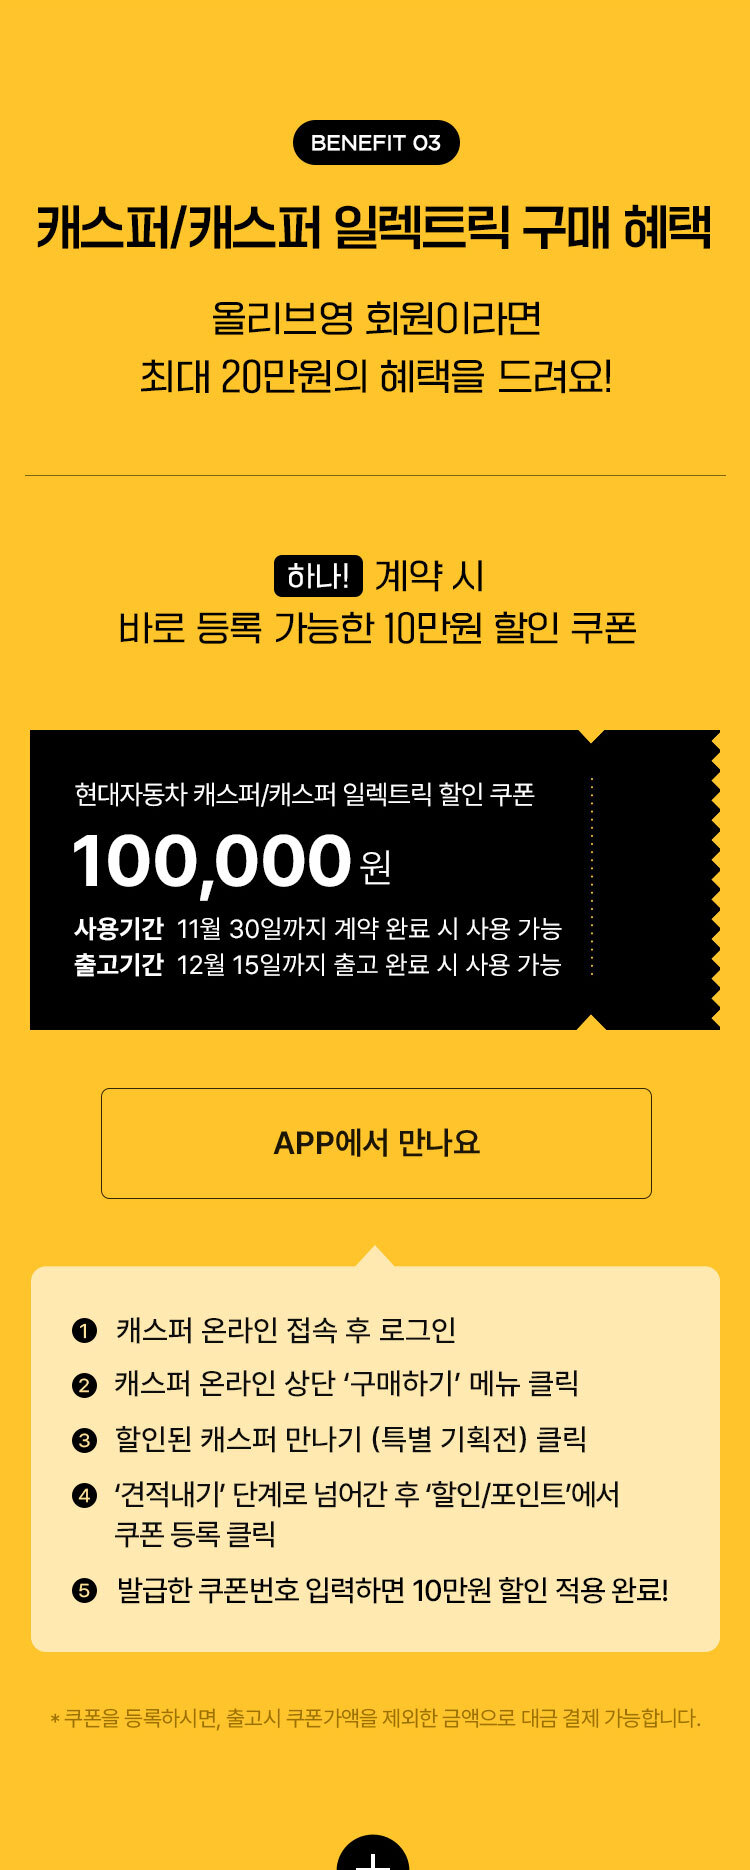 BENEFIT 03
캐스퍼/캐스퍼 일렉트릭 구매 혜택
올리브영 회원이라면
최대 20만원의 혜택을 드려요!
하나! 계약 시
바로 등록 가능한 10만원 할인 쿠폰
현대자동차 캐스퍼/캐스퍼 일렉트릭 할인 쿠폰
100,000 원
사용기간 11월 30일까지 계약 완료 시 사용 가능
출고기간 12월 15일까지 출고 완료 시 사용 가능
APP에서 만나요
1 캐스퍼 온라인 접속 후 로그인
2 캐스퍼 온라인 상단 ‘구매하기’ 메뉴 클릭
3 할인된 캐스퍼 만나기 (특별 기획전) 클릭
4 ‘견적내기’ 단계로 넘어간 후 ‘할인/포인트’에서
쿠폰 등록 클릭
5 발급한 쿠폰번호 입력하면 10만원 할인 적용 완료!
* 쿠폰을 등록하시면, 출고시 쿠폰가액을 제외한 금액으로 대금 결제 가능합니다.
+